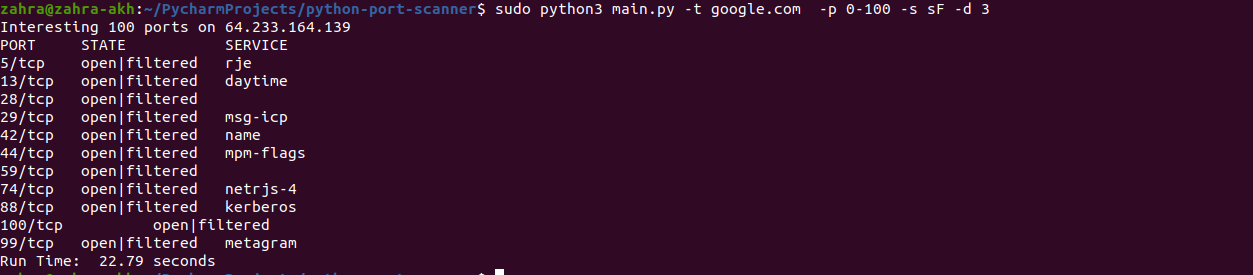 zahra@zahra-akh:~/PycharmProjects/python-port-scanner$ sudo python3 main.py -t google.com  -p 0-100 -s sF -d 3
Interesting 100 ports on 64.233.164.139
PORT     STATE           SERVICE
5/tcp    open|filtered   rje
13/tcp   open|filtered   daytime
28/tcp   open|filtered
29/tcp   open|filtered   msg-icp
42/tcp   open|filtered   name
44/tcp   open|filtered   mpm-flags
59/tcp   open|filtered
74/tcp   open|filtered   netrjs-4
88/tcp   open|filtered   kerberos
100/tcp          open|filtered
99/tcp   open|filtered   metagram
Run Time:  22.79 seconds